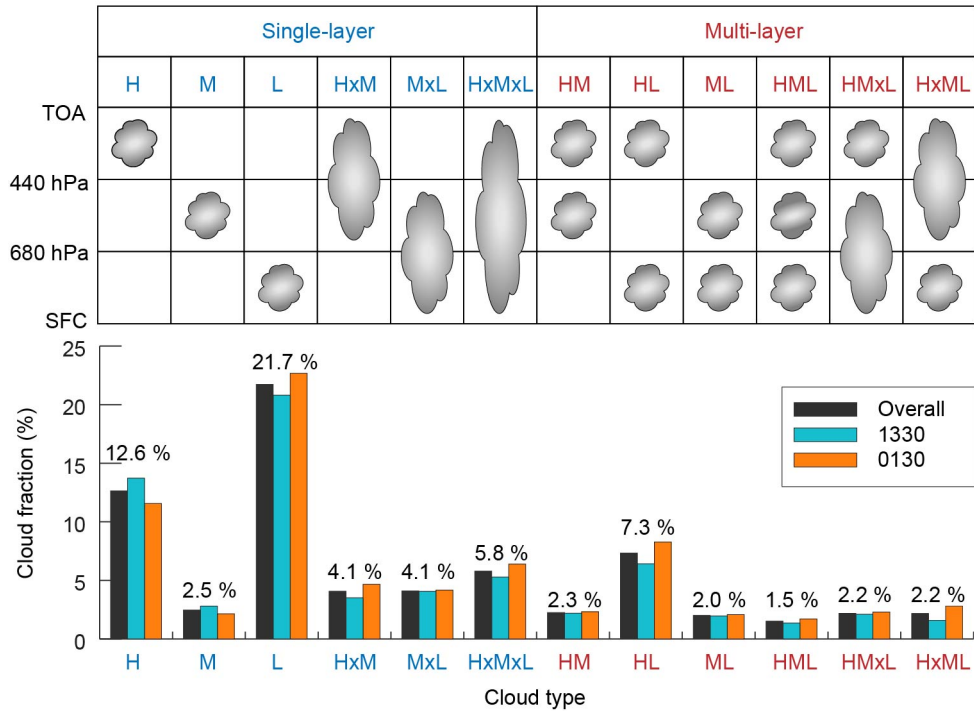 Single-layer Multi-layer
H M L HxM MxL HxMxL HM HL ML HML HMxL HxML
TOA
440 hPa
680 hPa
SFC
25
20
15
10
5
0
Cloud fraction (%)
12.6 %
2.5 %
21.7 %
4.1 %
4.1 %
5.8 %
2.3 %
7.3 %
2.0 %
1.5 %
2.2 %
2.2 %
Overall
1330
0130
H M L HxM MxL HxMxL HM HL ML HML HMxL HxML
Cloud type